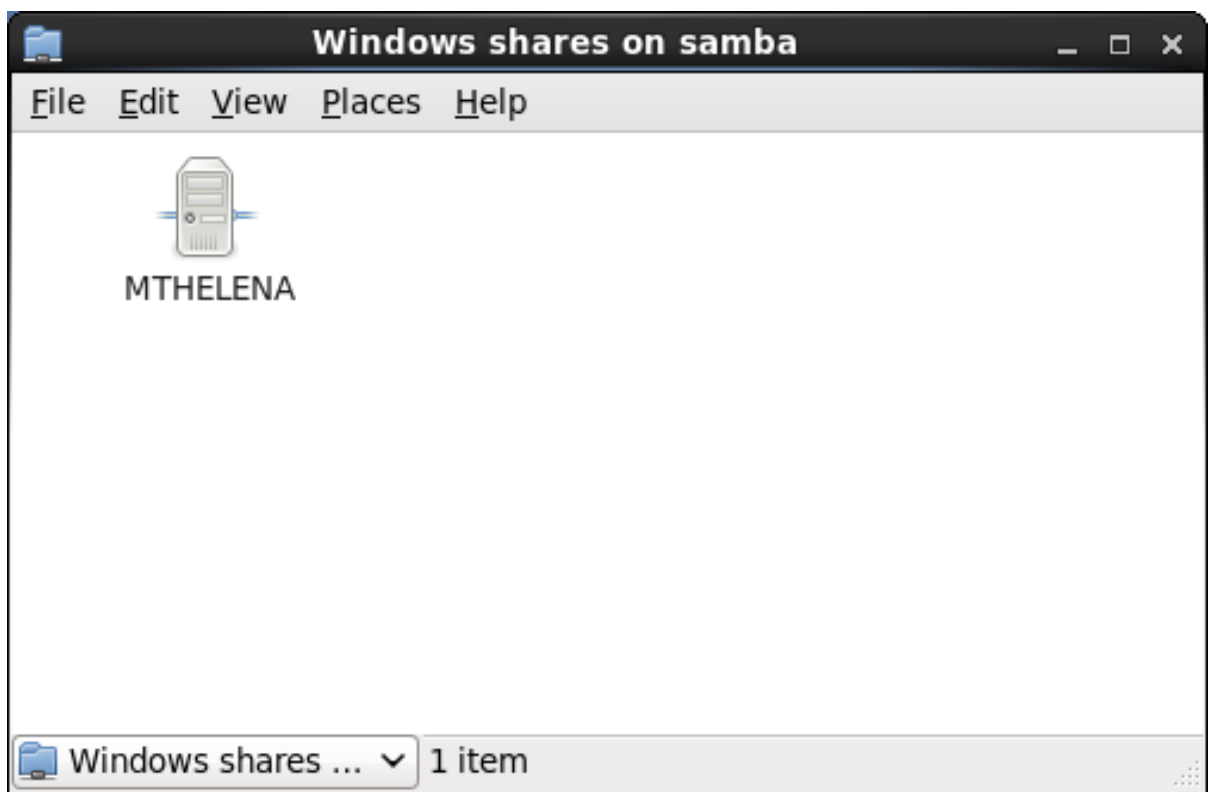 Windows shares on samba
File Edit View Places Help
MTHELENA
Windows shares ... 1 item